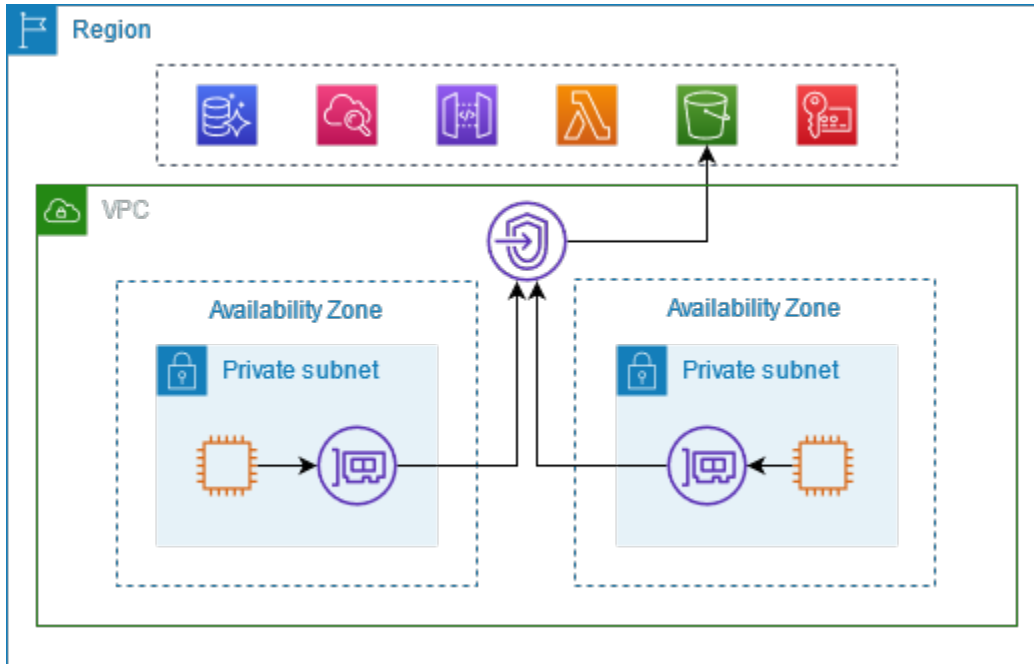 Region
VPC
Availability Zone
Private subnet
Availability Zone
Private subnet